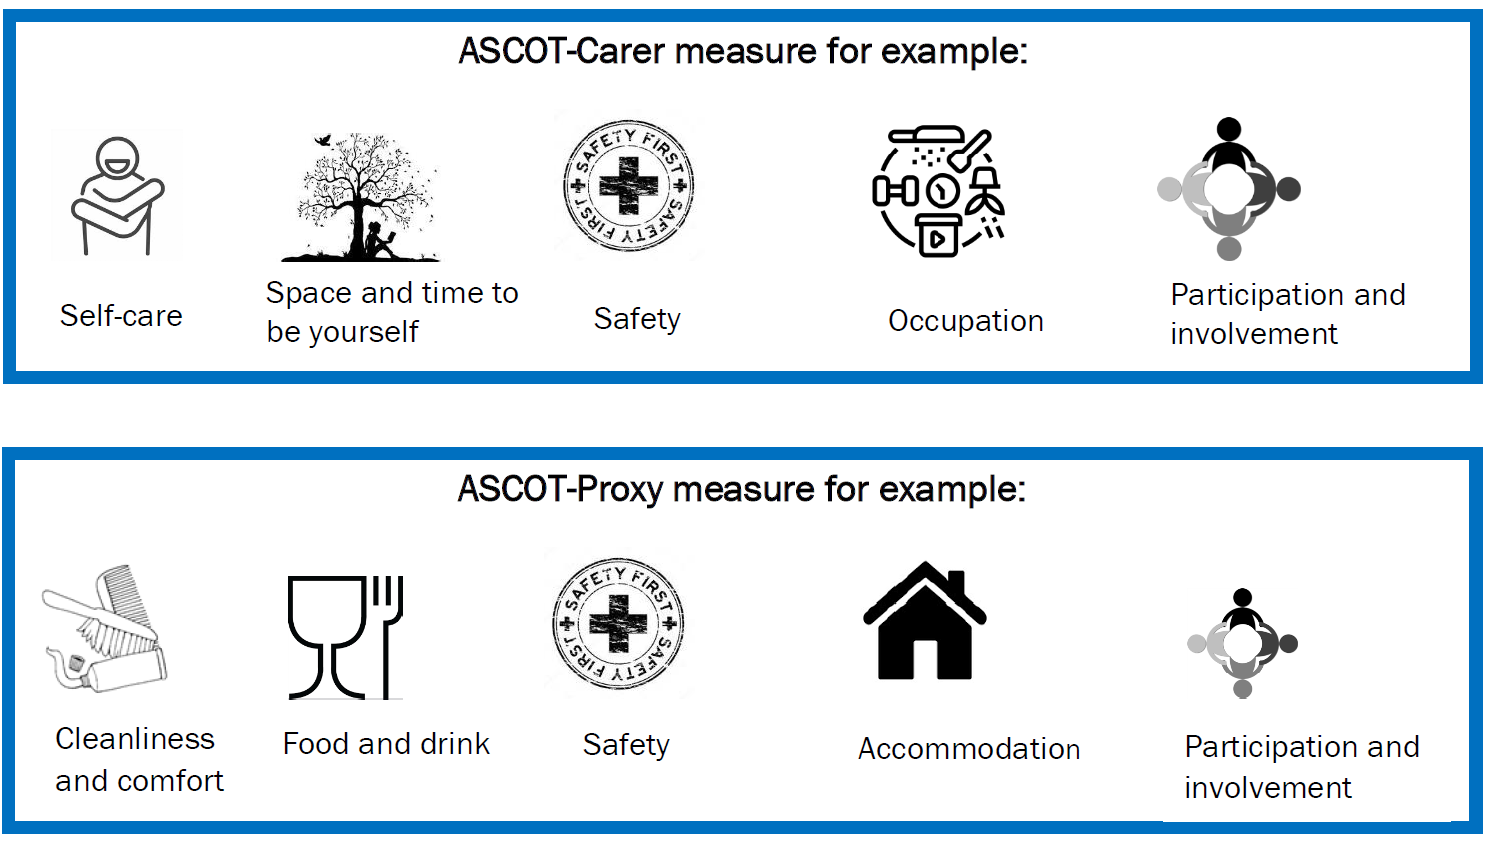 ASCOT-Carer measure for example:
SAFETY FIRST
SAFETY FIRST
Self-care
Space and time to
be yourself
Safety
Occupation
Participation and
involvement
ASCOT-Proxy measure for example:
SAFETY FIRST
SAFETY FIRST
Cleanliness
and comfort
Food and drink
Safety
Accommodation
Participation and
involvement